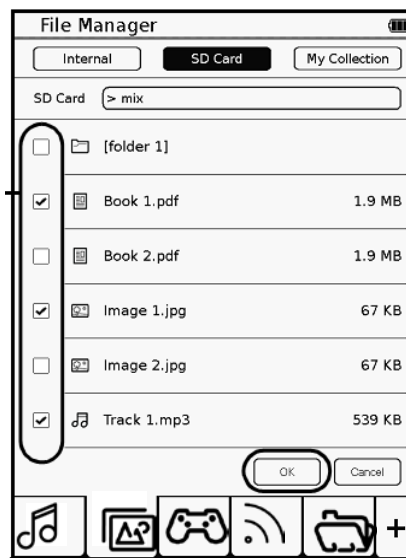 File Manager
Internal SD Card My Collection
SD Card > mix
[folder 1]
Book 1.pdf 1.9 MB
Book 2.pdf 1.9 MB
Image 1.jpg 67 KB
Image 2.jpg 67 KB
Track 1.mp3 539 KB
OK Cancel